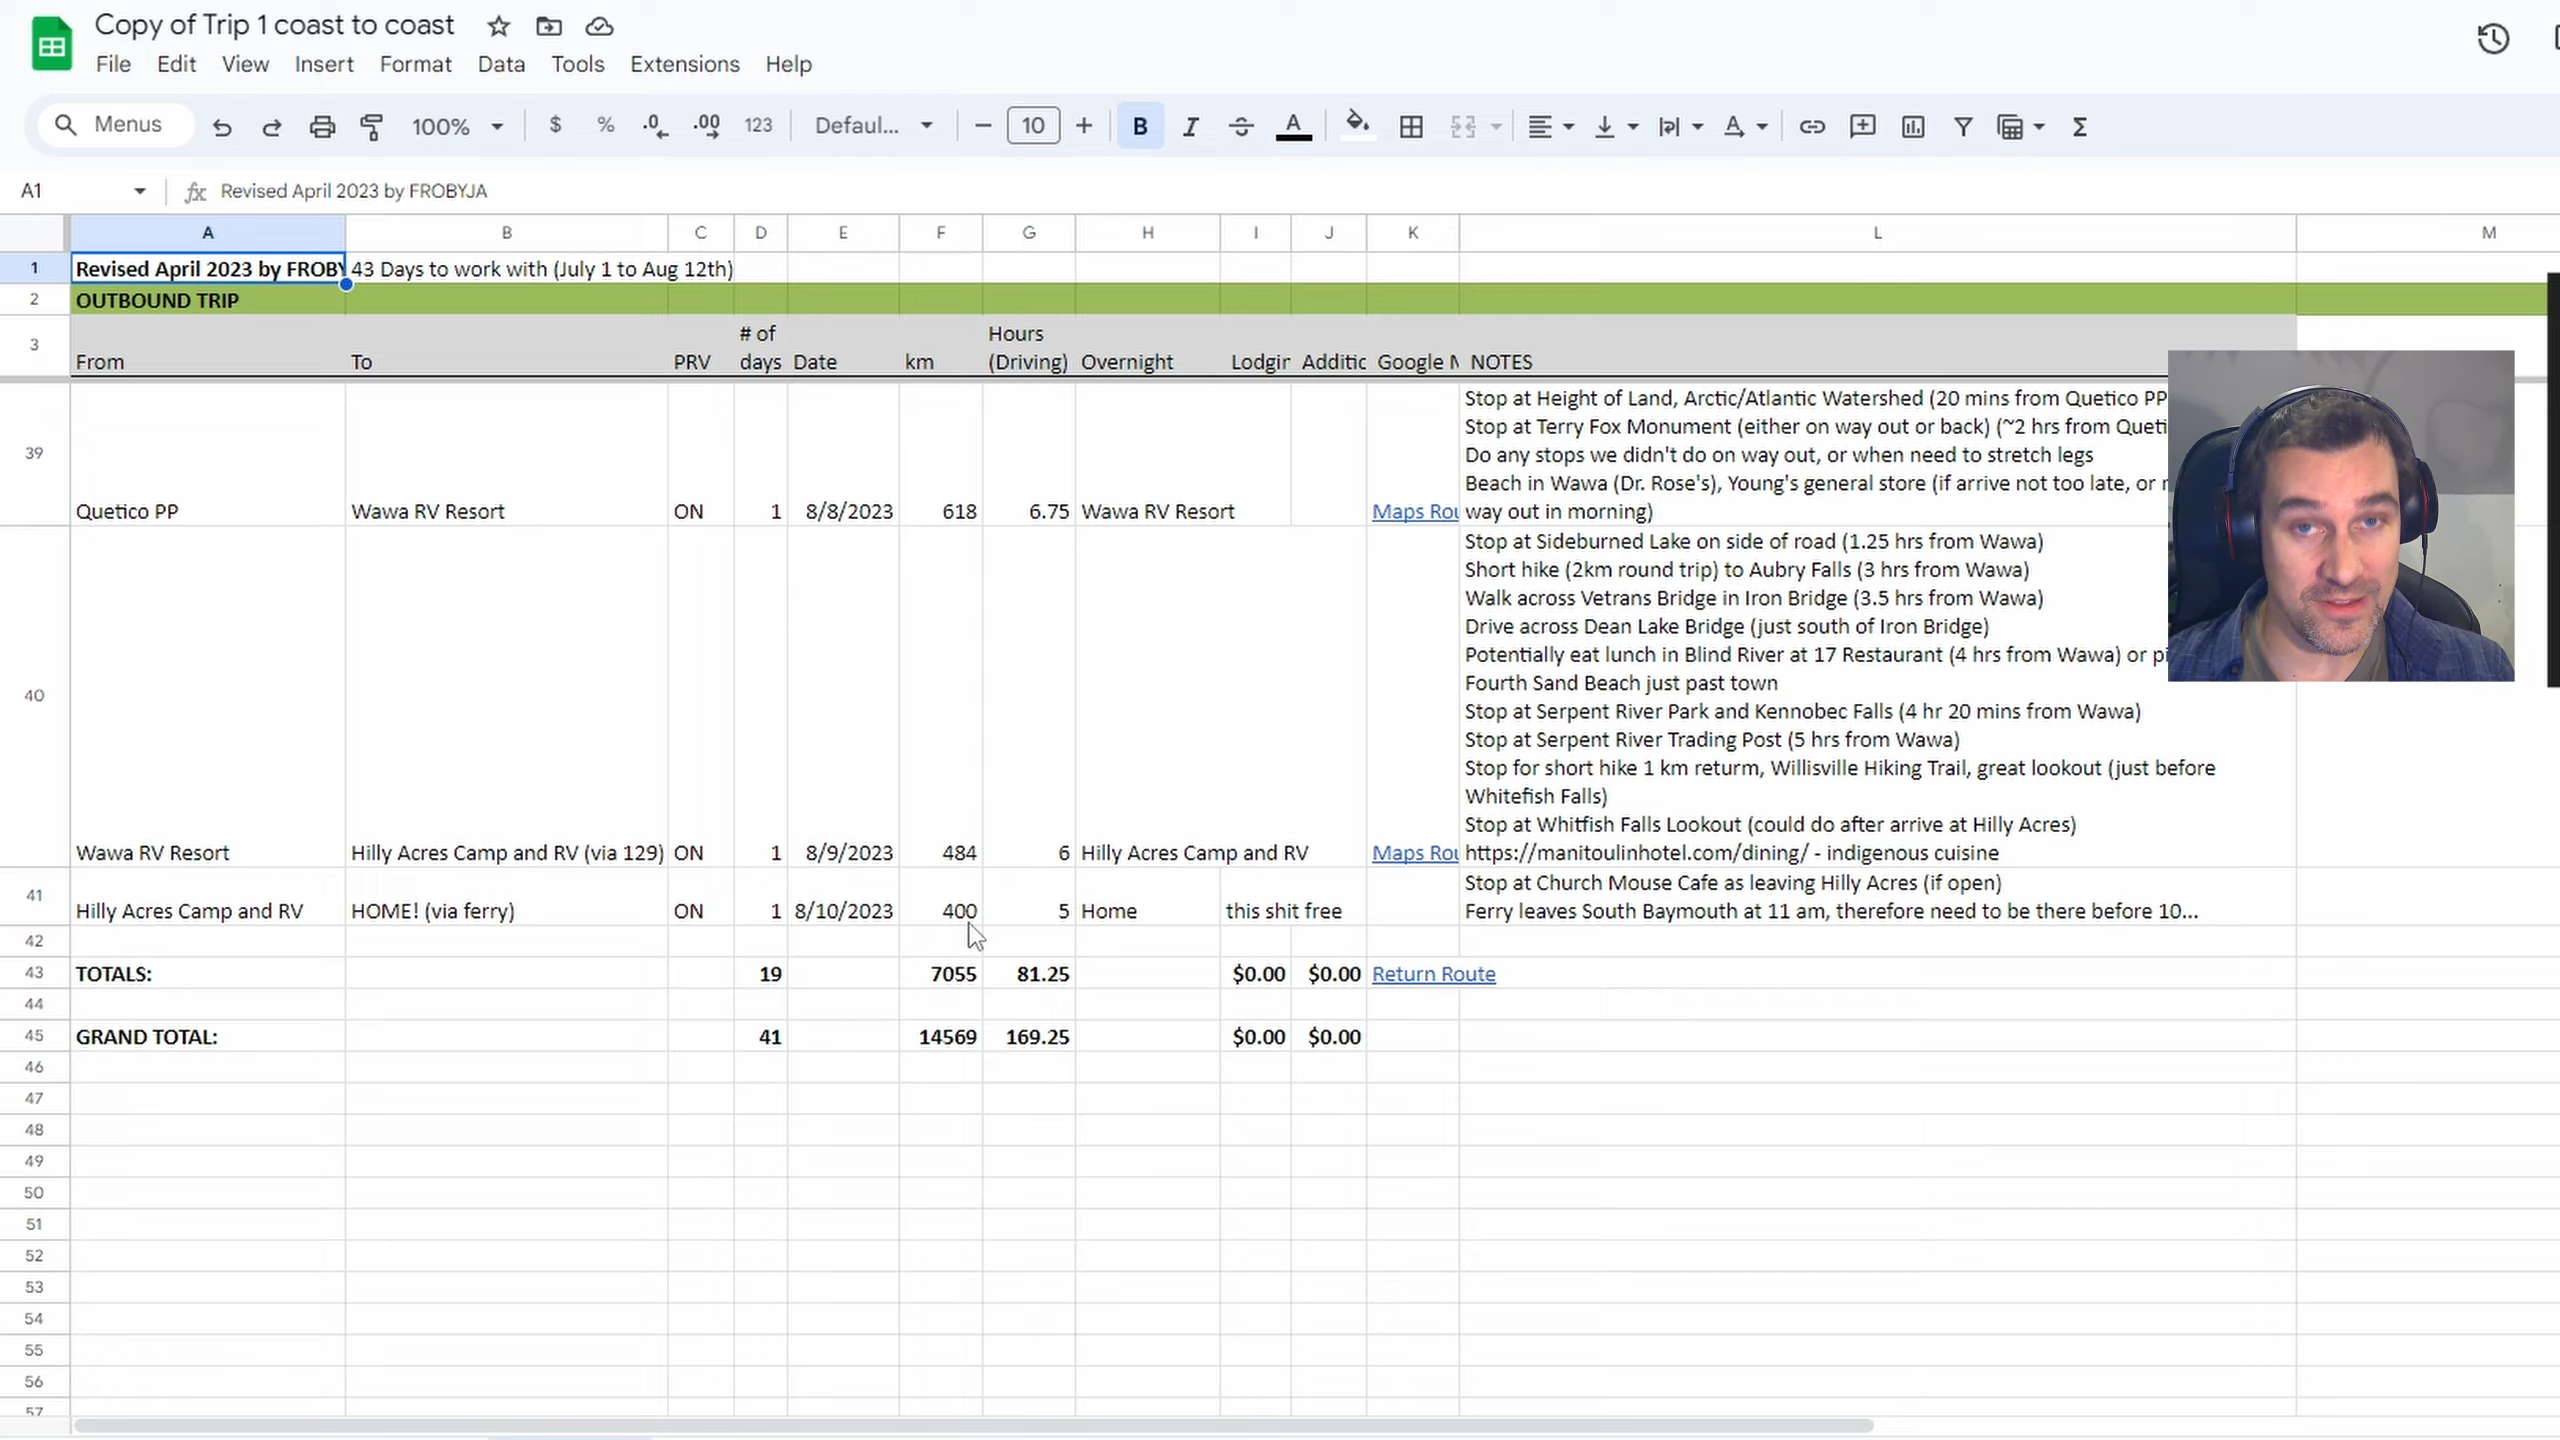 Copy of Trip 1 coast to coast
File Edit View Insert Format Data Tools Extensions Help
Menus 100% $ % .0 .00 123 Defaul... 10 B I A
A1 fx Revised April 2023 by FROBYJA
A B C D E F G H I J K L M
1 Revised April 2023 by FROBY 43 Days to work with (July 1 to Aug 12th)
2 OUTBOUND TRIP
3 From To PRV # of days Date km Hours (Driving) Overnight Lodgin Additic Google M NOTES
Stop at Height of Land, Arctic/Atlantic Watershed (20 mins from Quetico PP
Stop at Terry Fox Monument (either on way out or back) (~2 hrs from Queti
39 Do any stops we didn't do on way out, or when need to stretch legs
Beach in Wawa (Dr. Rose's), Young's general store (if arrive not too late, or
Quetico PP Wawa RV Resort ON 1 8/8/2023 618 6.75 Wawa RV Resort Maps Rou way out in morning)
Stop at Sideburned Lake on side of road (1.25 hrs from Wawa)
Short hike (2km round trip) to Aubry Falls (3 hrs from Wawa)
Walk across Vetrans Bridge in Iron Bridge (3.5 hrs from Wawa)
Drive across Dean Lake Bridge (just south of Iron Bridge)
Potentially eat lunch in Blind River at 17 Restaurant (4 hrs from Wawa) or pi
Fourth Sand Beach just past town
40
Stop at Serpent River Park and Kennobec Falls (4 hr 20 mins from Wawa)
Stop at Serpent River Trading Post (5 hrs from Wawa)
Stop for short hike 1 km returm, Willisville Hiking Trail, great lookout (just before
Whitefish Falls)
Stop at Whitfish Falls Lookout (could do after arrive at Hilly Acres)
Wawa RV Resort Hilly Acres Camp and RV (via 129) ON 1 8/9/2023 484 6 Hilly Acres Camp and RV Maps Rou https://manitoulinhotel.com/dining/ - indigenous cuisine
41 Stop at Church Mouse Cafe as leaving Hilly Acres (if open)
Hilly Acres Camp and RV HOME! (via ferry) ON 1 8/10/2023 400 5 Home this shit free Ferry leaves South Baymouth at 11 am, therefore need to be there before 10...
42
43 TOTALS: 19 7055 81.25 $0.00 $0.00 Return Route
44
45 GRAND TOTAL: 41 14569 169.25 $0.00 $0.00
46
47
48
49
50
51
52
53
54
55
56
57